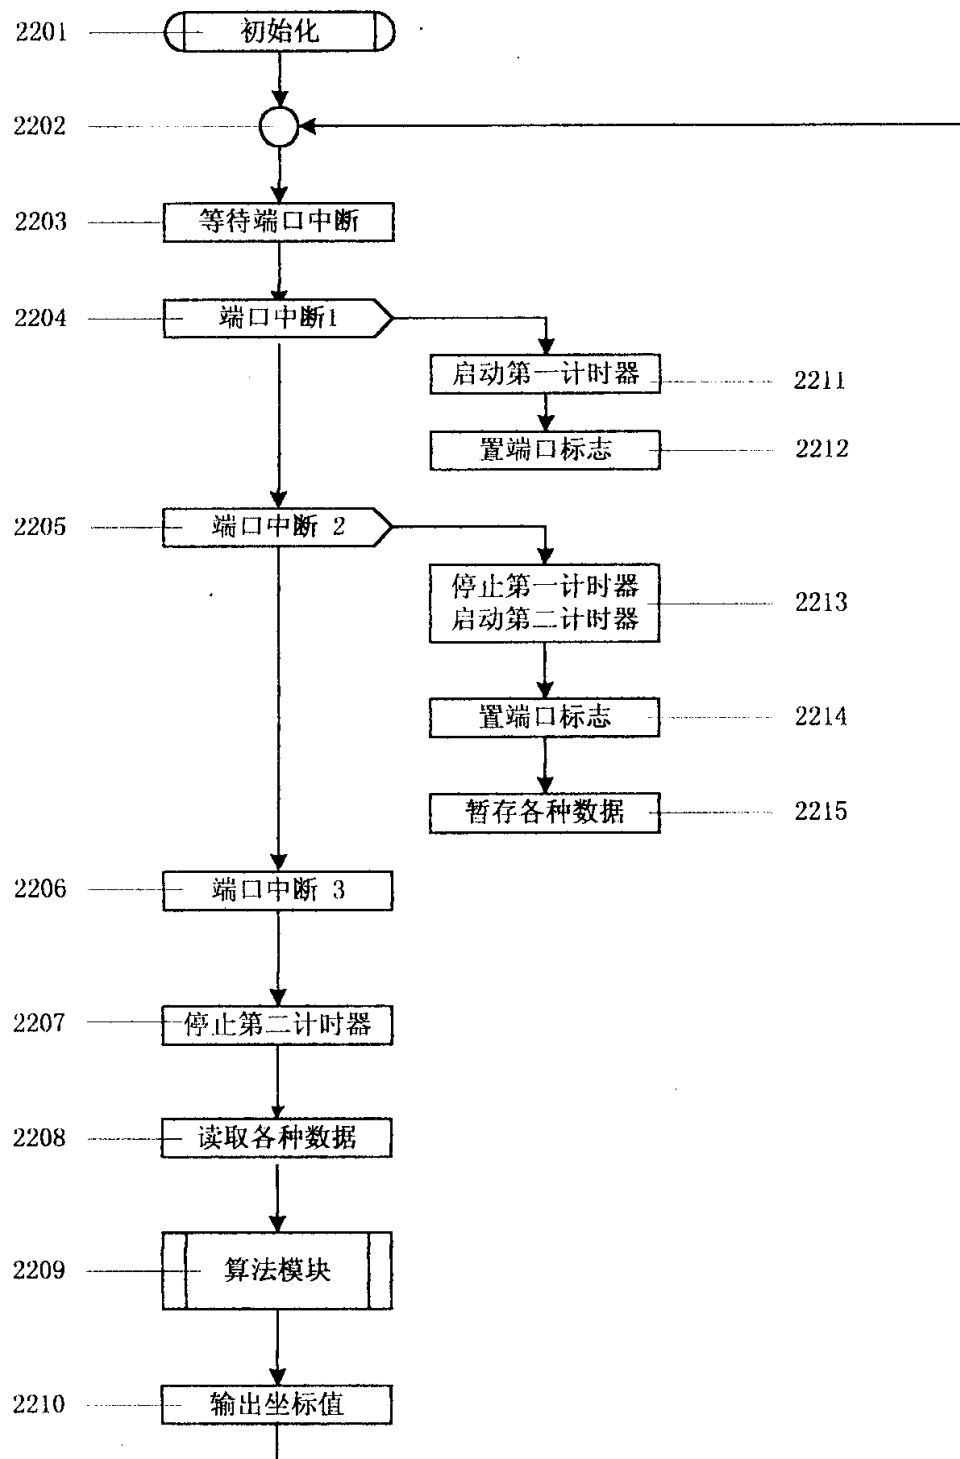 2201 初始化
2202
2203 等待端口中断
2204 端口中断1
启动第一计时器 2211
置端口标志 2212
2205 端口中断 2
停止第一计时器
启动第二计时器 2213
置端口标志 2214
暂存各种数据 2215
2206 端口中断 3
2207 停止第二计时器
2208 读取各种数据
2209 算法模块
2210 输出坐标值